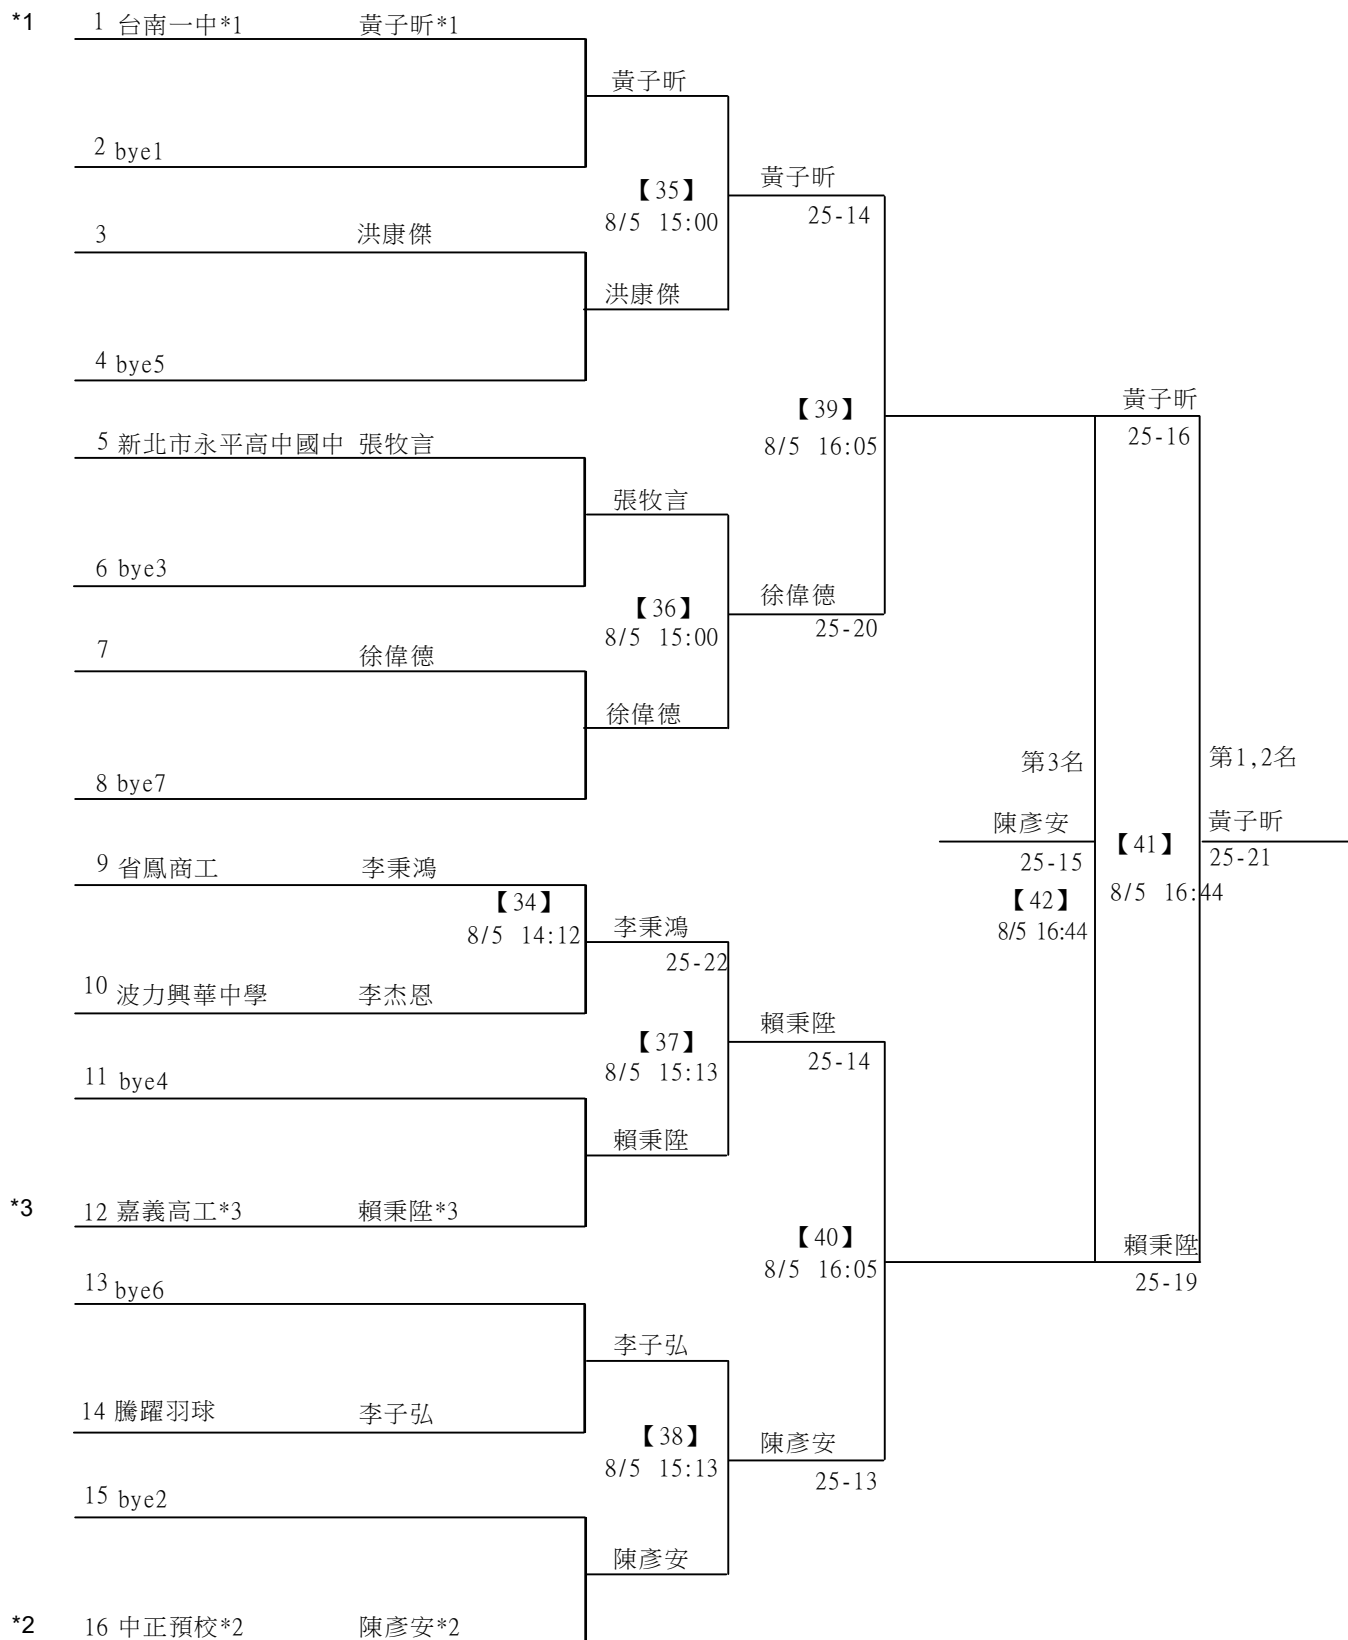 *1 1 台南一中*1 黃子昕*1
黃子昕
2 bye1
黃子昕
【35】
25-14
8/5 15:00
3 洪康傑
洪康傑
4 bye5
黃子昕
【39】
25-16
8/5 16:05
5 新北市永平高中國中 張牧言
張牧言
6 bye3
徐偉德
【36】
25-20
8/5 15:00
7 徐偉德
徐偉德
第3名
第1,2名
8 bye7
陳彥安
黃子昕
【41】
25-15
25-21
9 省鳳商工 李秉鴻
【34】
【42】
8/5 16:44
8/5 14:12
李秉鴻
8/5 16:44
25-22
10 波力興華中學 李杰恩
賴秉陞
【37】
25-14
8/5 15:13
11 bye4
賴秉陞
*3 12 嘉義高工*3 賴秉陞*3
【40】
賴秉陞
8/5 16:05
25-19
13 bye6
李子弘
14 騰躍羽球 李子弘
【38】
陳彥安
8/5 15:13
25-13
15 bye2
陳彥安
*2 16 中正預校*2 陳彥安*2